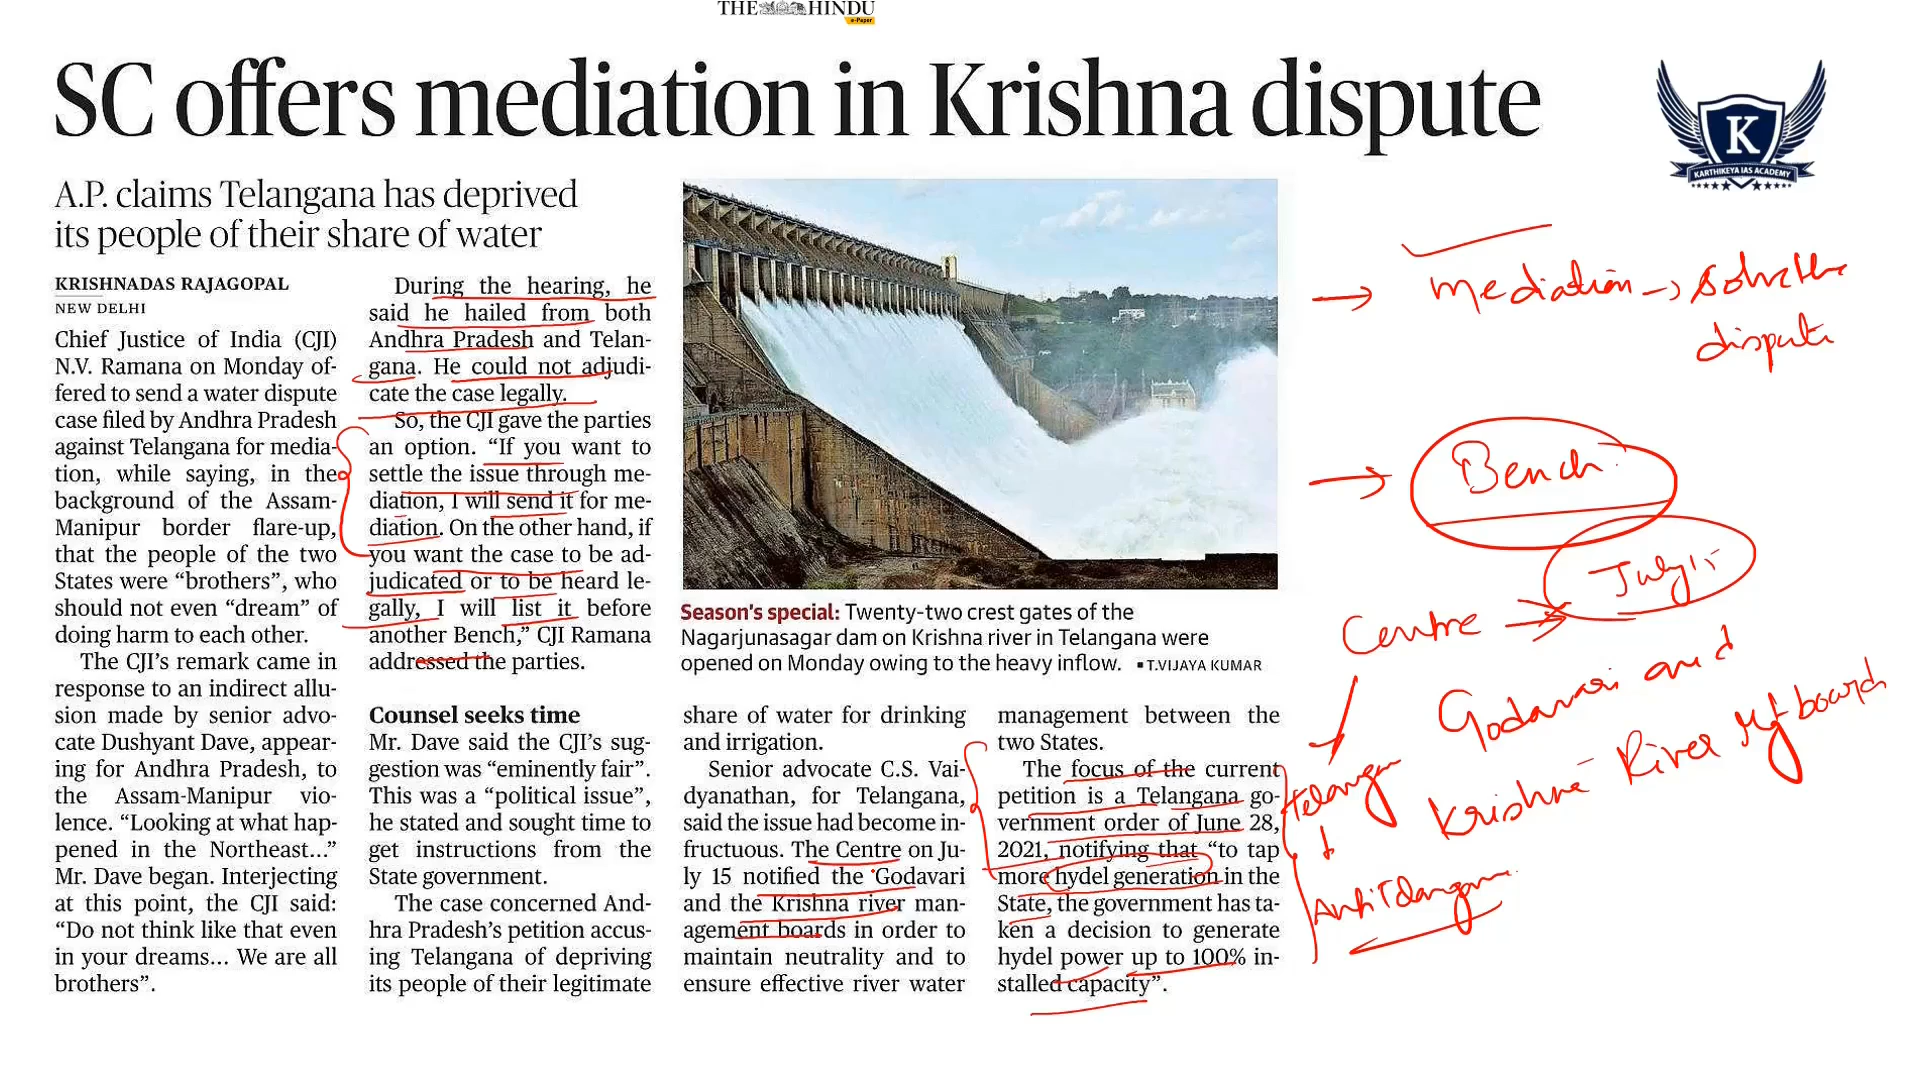 THE HINDU
e-Paper
SC offers mediation in Krishna dispute
KARTHIKEYA IAS ACADEMY
A.P. claims Telangana has deprived
its people of their share of water
KRISHNADAS RAJAGOPAL
NEW DELHI
Chief Justice of India (CJI)
N.V. Ramana on Monday of-
fered to send a water dispute
case filed by Andhra Pradesh
against Telangana for media-
tion, while saying, in the
background of the Assam-
Manipur border flare-up,
that the people of the two
States were “brothers”, who
should not even “dream” of
doing harm to each other.
The CJI’s remark came in
response to an indirect allu-
sion made by senior advo-
cate Dushyant Dave, appear-
ing for Andhra Pradesh, to
the Assam-Manipur vio-
lence. “Looking at what hap-
pened in the Northeast...”
Mr. Dave began. Interjecting
at this point, the CJI said:
“Do not think like that even
in your dreams... We are all
brothers”.
During the hearing, he
said he hailed from both
Andhra Pradesh and Telan-
gana. He could not adjudi-
cate the case legally.
So, the CJI gave the parties
an option. “If you want to
settle the issue through me-
diation, I will send it for me-
diation. On the other hand, if
you want the case to be ad-
judicated or to be heard le-
gally, I will list it before
another Bench,” CJI Ramana
addressed the parties.
Counsel seeks time
Mr. Dave said the CJI’s sug-
gestion was “eminently fair”.
This was a “political issue”,
he stated and sought time to
get instructions from the
State government.
The case concerned And-
hra Pradesh’s petition accus-
ing Telangana of depriving
its people of their legitimate
Season’s special: Twenty-two crest gates of the
Nagarjunasagar dam on Krishna river in Telangana were
opened on Monday owing to the heavy inflow. ▪ T.VIJAYA KUMAR
share of water for drinking
and irrigation.
Senior advocate C.S. Vai-
dyanathan, for Telangana,
said the issue had become in-
fructuous. The Centre on Ju-
ly 15 notified the Godavari
and the Krishna river man-
agement boards in order to
maintain neutrality and to
ensure effective river water
management between the
two States.
The focus of the current
petition is a Telangana go-
vernment order of June 28,
2021, notifying that “to tap
more hydel generation in the
State, the government has ta-
ken a decision to generate
hydel power up to 100% in-
stalled capacity”.
K
→ mediation → solve the
dispute
→ Bench
July 15
Centre →
Godavari and
Krishna River Mgt board
Telangana
↓